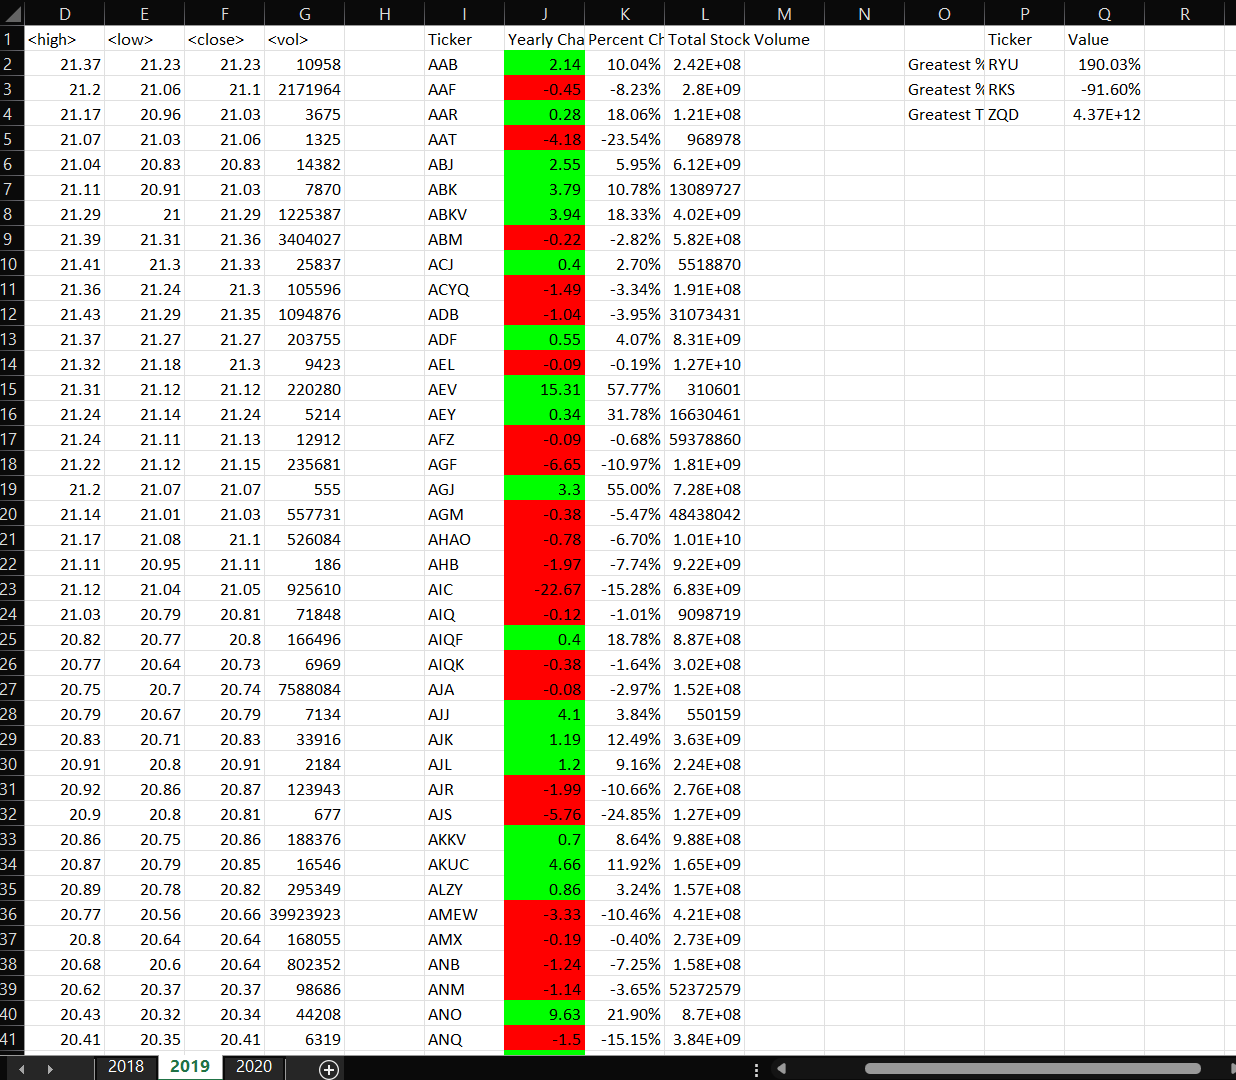 D E F G H I J K L M N O P Q R
1 <high> <low> <close> <vol> Ticker Yearly Cha Percent Ch Total Stock Volume Ticker Value
2 21.37 21.23 21.23 10958 AAB 2.14 10.04% 2.42E+08 Greatest % RYU 190.03%
3 21.2 21.06 21.1 2171964 AAF -0.45 -8.23% 2.8E+09 Greatest % RKS -91.60%
4 21.17 20.96 21.03 3675 AAR 0.28 18.06% 1.21E+08 Greatest T ZQD 4.37E+12
5 21.07 21.03 21.06 1325 AAT -4.18 -23.54% 968978
6 21.04 20.83 20.83 14382 ABJ 2.55 5.95% 6.12E+09
7 21.11 20.91 21.03 7870 ABK 3.79 10.78% 13089727
8 21.29 21 21.29 1225387 ABKV 3.94 18.33% 4.02E+09
9 21.39 21.31 21.36 3404027 ABM -0.22 -2.82% 5.82E+08
10 21.41 21.3 21.33 25837 ACJ 0.4 2.70% 5518870
11 21.36 21.24 21.3 105596 ACYQ -1.49 -3.34% 1.91E+08
12 21.43 21.29 21.35 1094876 ADB -1.04 -3.95% 31073431
13 21.37 21.27 21.27 203755 ADF 0.55 4.07% 8.31E+09
14 21.32 21.18 21.3 9423 AEL -0.09 -0.19% 1.27E+10
15 21.31 21.12 21.12 220280 AEV 15.31 57.77% 310601
16 21.24 21.14 21.24 5214 AEY 0.34 31.78% 16630461
17 21.24 21.11 21.13 12912 AFZ -0.09 -0.68% 59378860
18 21.22 21.12 21.15 235681 AGF -6.65 -10.97% 1.81E+09
19 21.2 21.07 21.07 555 AGJ 3.3 55.00% 7.28E+08
20 21.14 21.01 21.03 557731 AGM -0.38 -5.47% 48438042
21 21.17 21.08 21.1 526084 AHAO -0.78 -6.70% 1.01E+10
22 21.11 20.95 21.11 186 AHB -1.97 -7.74% 9.22E+09
23 21.12 21.04 21.05 925610 AIC -22.67 -15.28% 6.83E+09
24 21.03 20.79 20.81 71848 AIQ -0.12 -1.01% 9098719
25 20.82 20.77 20.8 166496 AIQF 0.4 18.78% 8.87E+08
26 20.77 20.64 20.73 6969 AIQK -0.38 -1.64% 3.02E+08
27 20.75 20.7 20.74 7588084 AJA -0.08 -2.97% 1.52E+08
28 20.79 20.67 20.79 7134 AJJ 4.1 3.84% 550159
29 20.83 20.71 20.83 33916 AJK 1.19 12.49% 3.63E+09
30 20.91 20.8 20.91 2184 AJL 1.2 9.16% 2.24E+08
31 20.92 20.86 20.87 123943 AJR -1.99 -10.66% 2.76E+08
32 20.9 20.8 20.81 677 AJS -5.76 -24.85% 1.27E+09
33 20.86 20.75 20.86 188376 AKKV 0.7 8.64% 9.88E+08
34 20.87 20.79 20.85 16546 AKUC 4.66 11.92% 1.65E+09
35 20.89 20.78 20.82 295349 ALZY 0.86 3.24% 1.57E+08
36 20.77 20.56 20.66 39923923 AMEW -3.33 -10.46% 4.21E+08
37 20.8 20.64 20.64 168055 AMX -0.19 -0.40% 2.73E+09
38 20.68 20.6 20.64 802352 ANB -1.24 -7.25% 1.58E+08
39 20.62 20.37 20.37 98686 ANM -1.14 -3.65% 52372579
40 20.43 20.32 20.34 44208 ANO 9.63 21.90% 8.7E+08
41 20.41 20.35 20.41 6319 ANQ -1.5 -15.15% 3.84E+09
2018 2019 2020